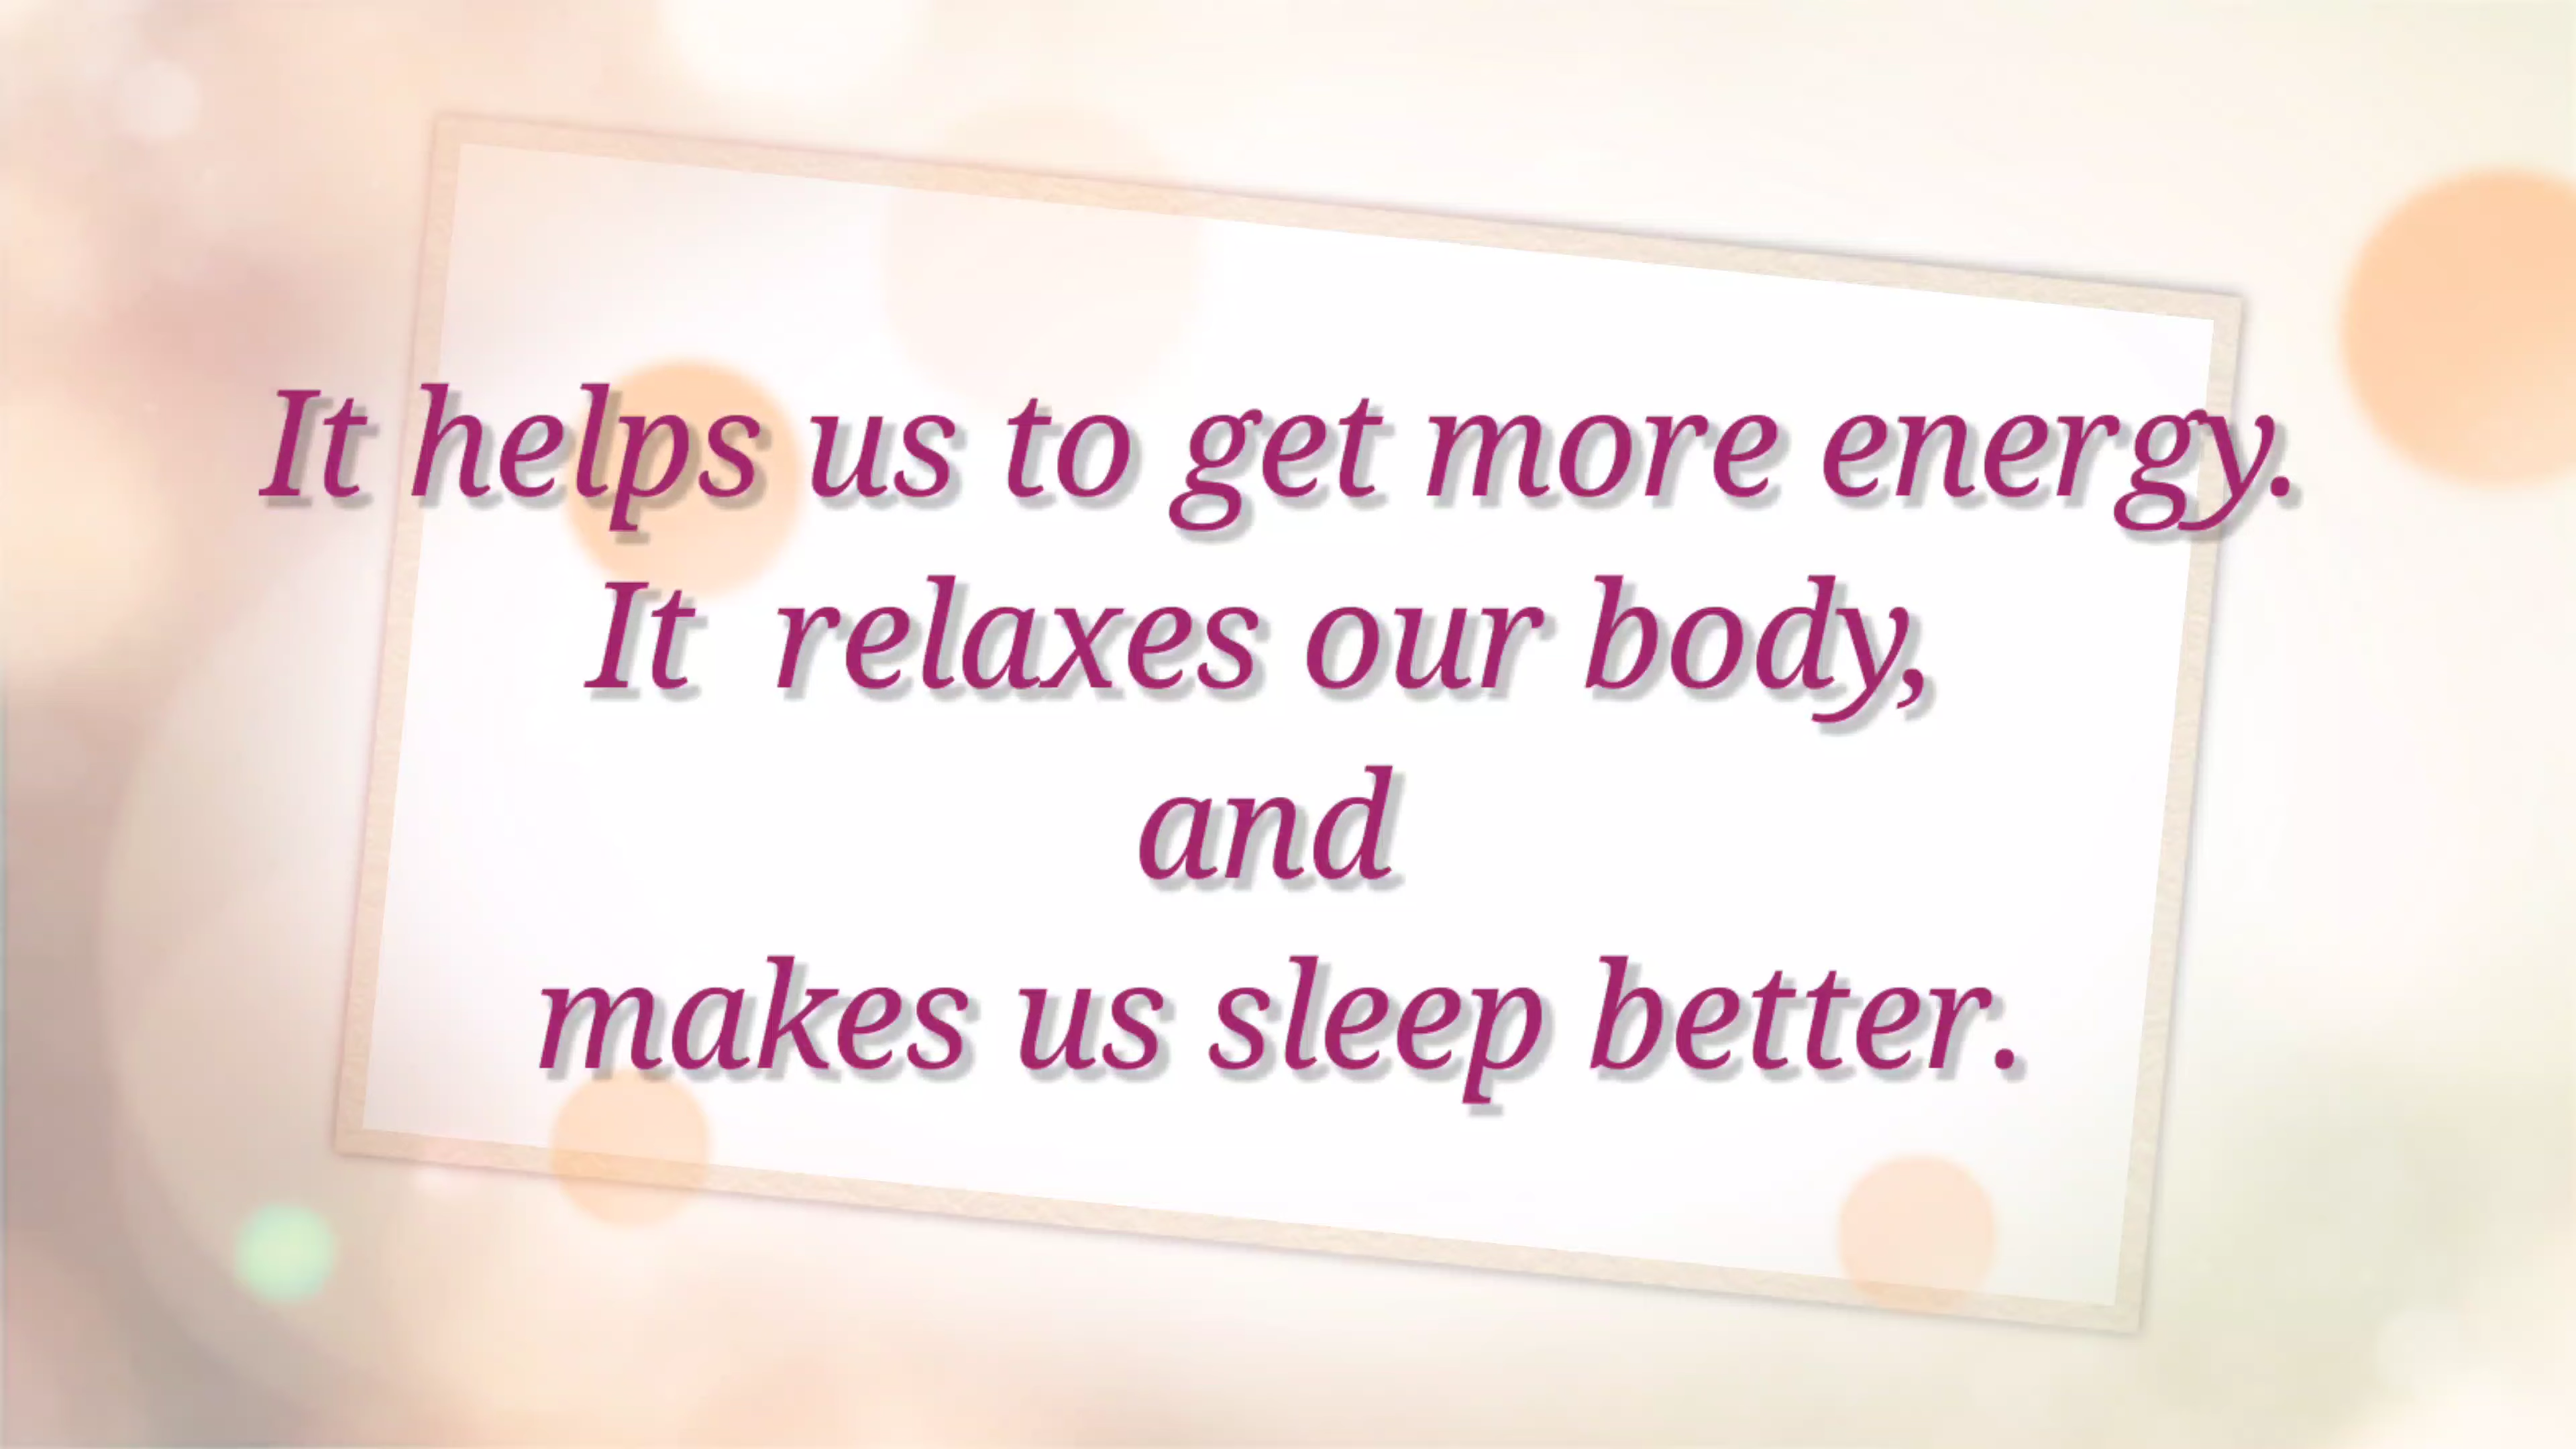 It helps us to get more energy.
It  relaxes our body,
and
makes us sleep better.